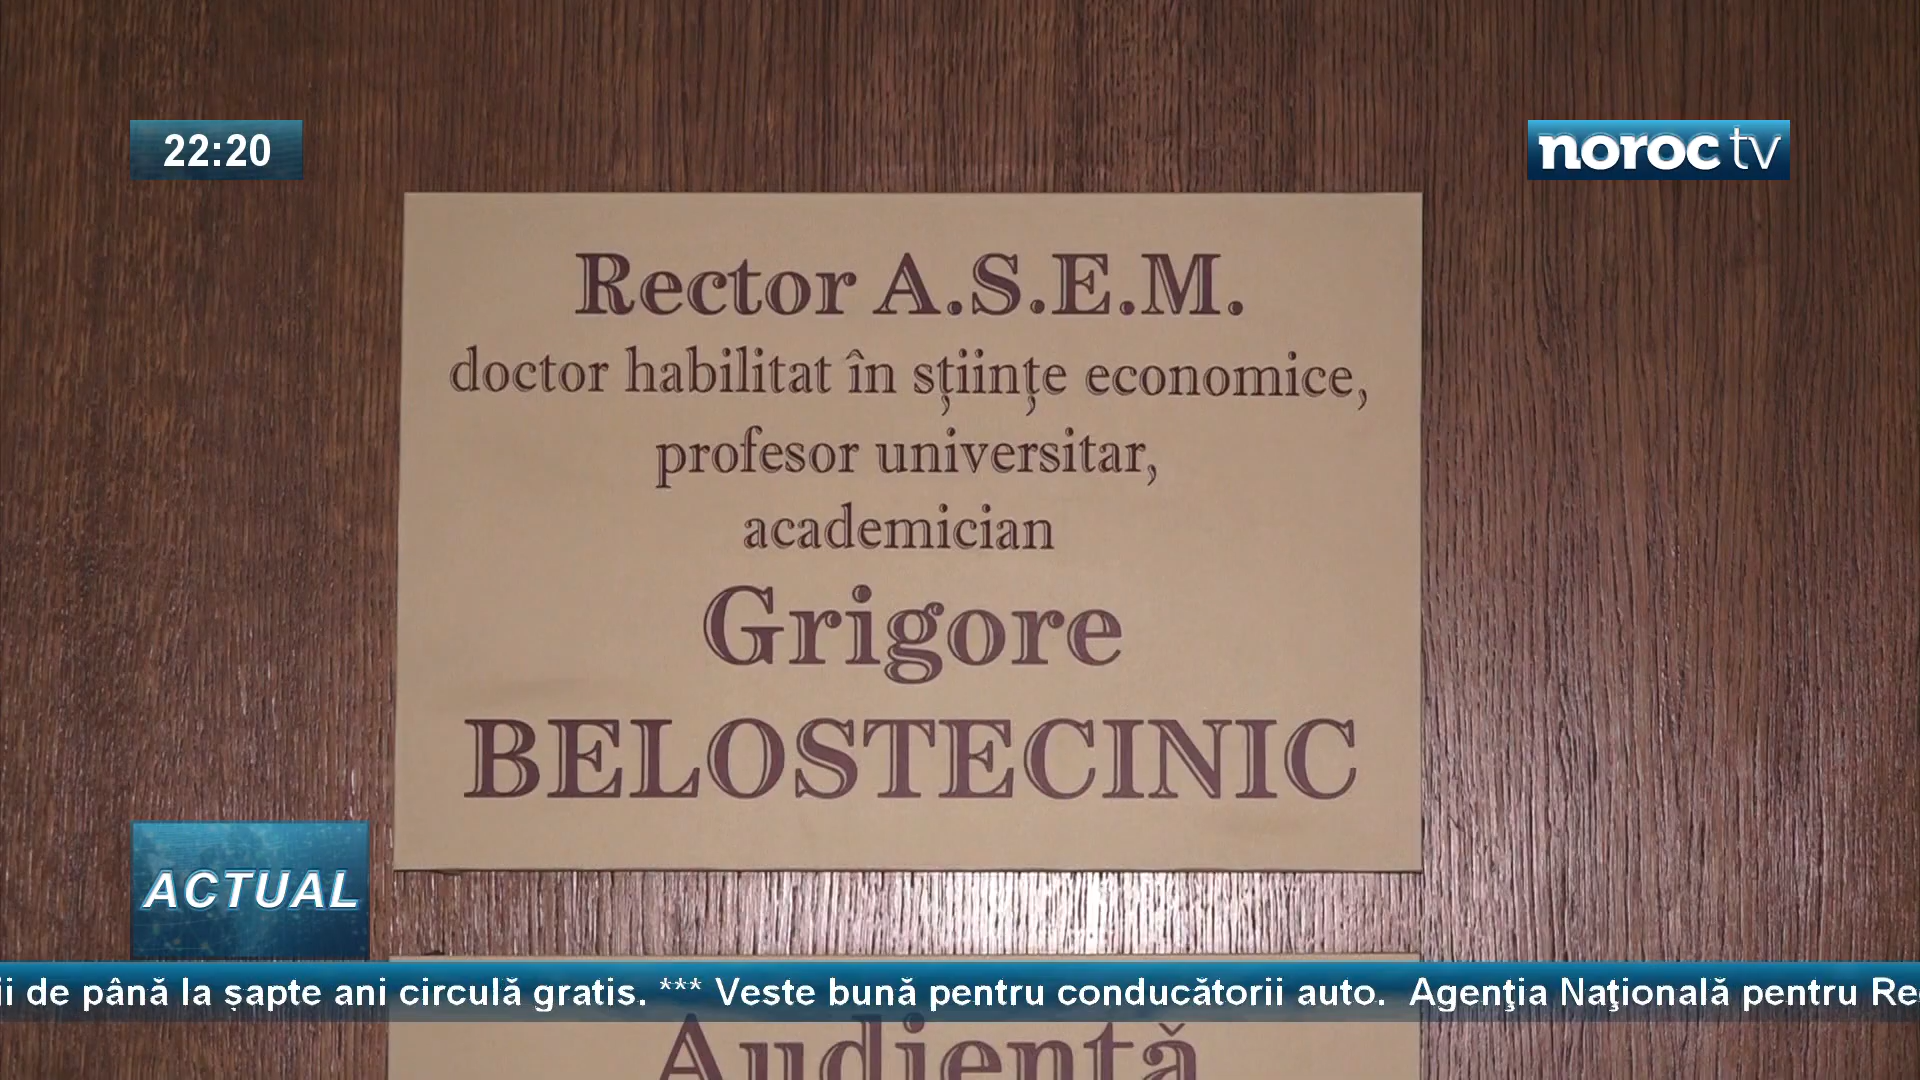 22:20
noroc tv
Rector A.S.E.M.
doctor habilitat în științe economice,
profesor universitar,
academician
Grigore
BELOSTECINIC
ACTUAL
de până la șapte ani circulă gratis. *** Veste bună pentru conducătorii auto. Agenţia Naţională pentru
Audiență